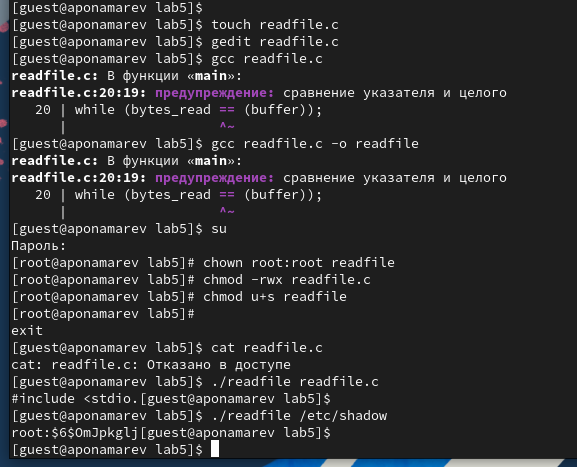 [guest@aponamarev lab5]$
[guest@aponamarev lab5]$ touch readfile.c
[guest@aponamarev lab5]$ gedit readfile.c
[guest@aponamarev lab5]$ gcc readfile.c
readfile.c: В функции «main»:
readfile.c:20:19: предупреждение: сравнение указателя и целого
   20 | while (bytes_read == (buffer));
      |                   ^~
[guest@aponamarev lab5]$ gcc readfile.c -o readfile
readfile.c: В функции «main»:
readfile.c:20:19: предупреждение: сравнение указателя и целого
   20 | while (bytes_read == (buffer));
      |                   ^~
[guest@aponamarev lab5]$ su
Пароль:
[root@aponamarev lab5]# chown root:root readfile
[root@aponamarev lab5]# chmod -rwx readfile.c
[root@aponamarev lab5]# chmod u+s readfile
[root@aponamarev lab5]#
exit
[guest@aponamarev lab5]$ cat readfile.c
cat: readfile.c: Отказано в доступе
[guest@aponamarev lab5]$ ./readfile readfile.c
#include <stdio.[guest@aponamarev lab5]$
[guest@aponamarev lab5]$ ./readfile /etc/shadow
root:$6$OmJpkglj[guest@aponamarev lab5]$
[guest@aponamarev lab5]$